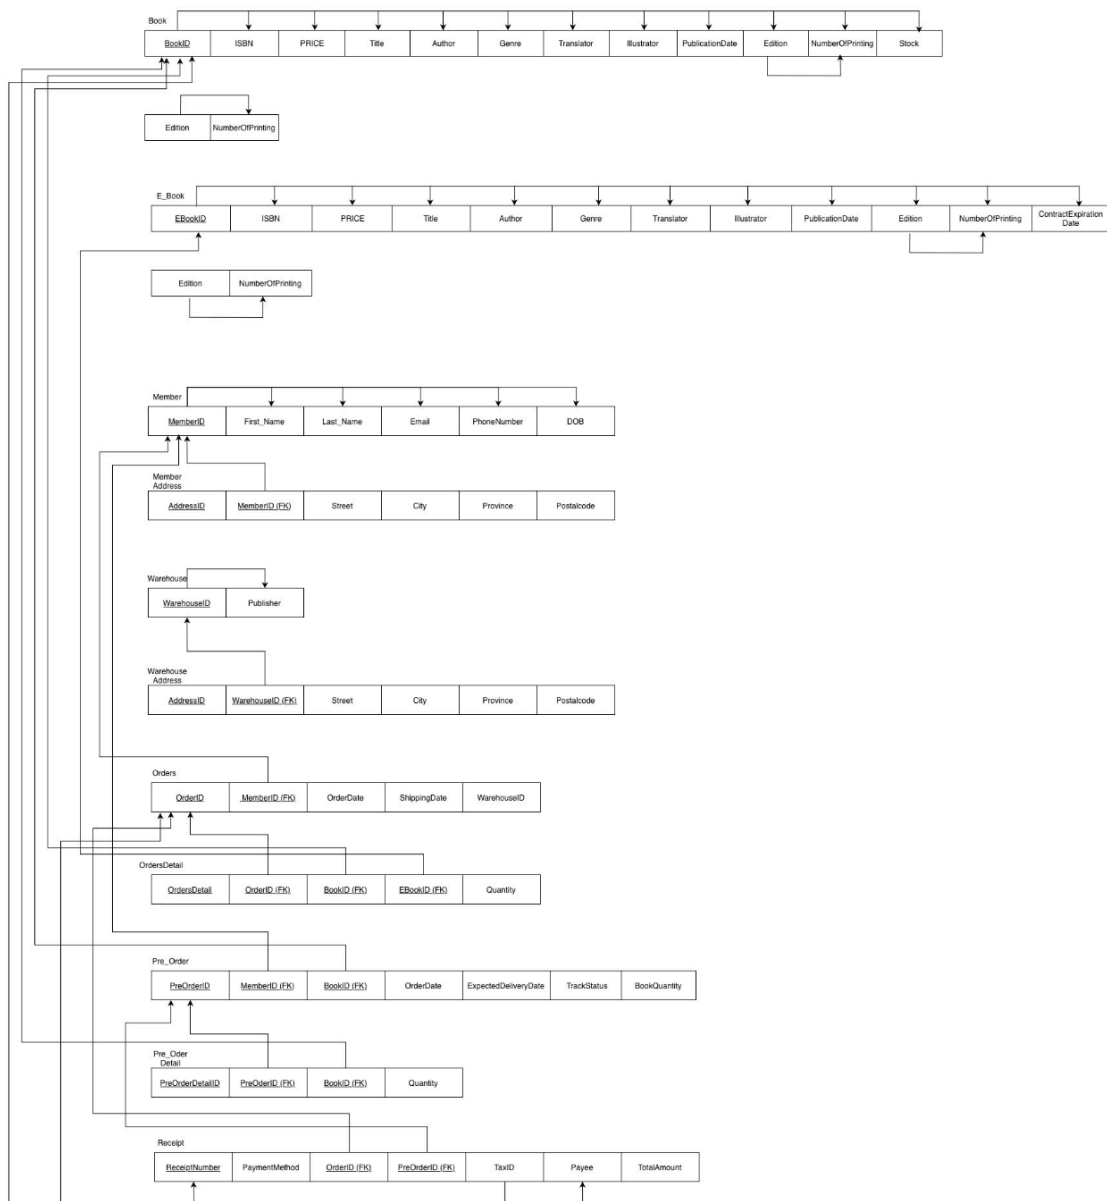 Book
BookID ISBN PRICE Title Author Genre Translator Illustrator PublicationDate Edition NumberOfPrinting Stock
Edition NumberOfPrinting
E_Book
EBookID ISBN PRICE Title Author Genre Translator Illustrator PublicationDate Edition NumberOfPrinting ContractExpiration
Date
Edition NumberOfPrinting
Member
MemberID First_Name Last_Name Email PhoneNumber DOB
Member
Address
AddressID MemberID (FK) Street City Province Postalcode
Warehouse
WarehouseID Publisher
Warehouse
Address
AddressID WarehouseID (FK) Street City Province Postalcode
Orders
OrderID MemberID (FK) OrderDate ShippingDate WarehouseID
OrdersDetail
OrdersDetail OrderID (FK) BookID (FK) EBookID (FK) Quantity
Pre_Order
PreOrderID MemberID (FK) BookID (FK) OrderDate ExpectedDeliveryDate TrackStatus BookQuantity
Pre_Oder
Detail
PreOrderDetailID PreOderID (FK) BookID (FK) Quantity
Receipt
ReceiptNumber PaymentMethod OrderID (FK) PreOrderID (FK) TaxID Payee TotalAmount